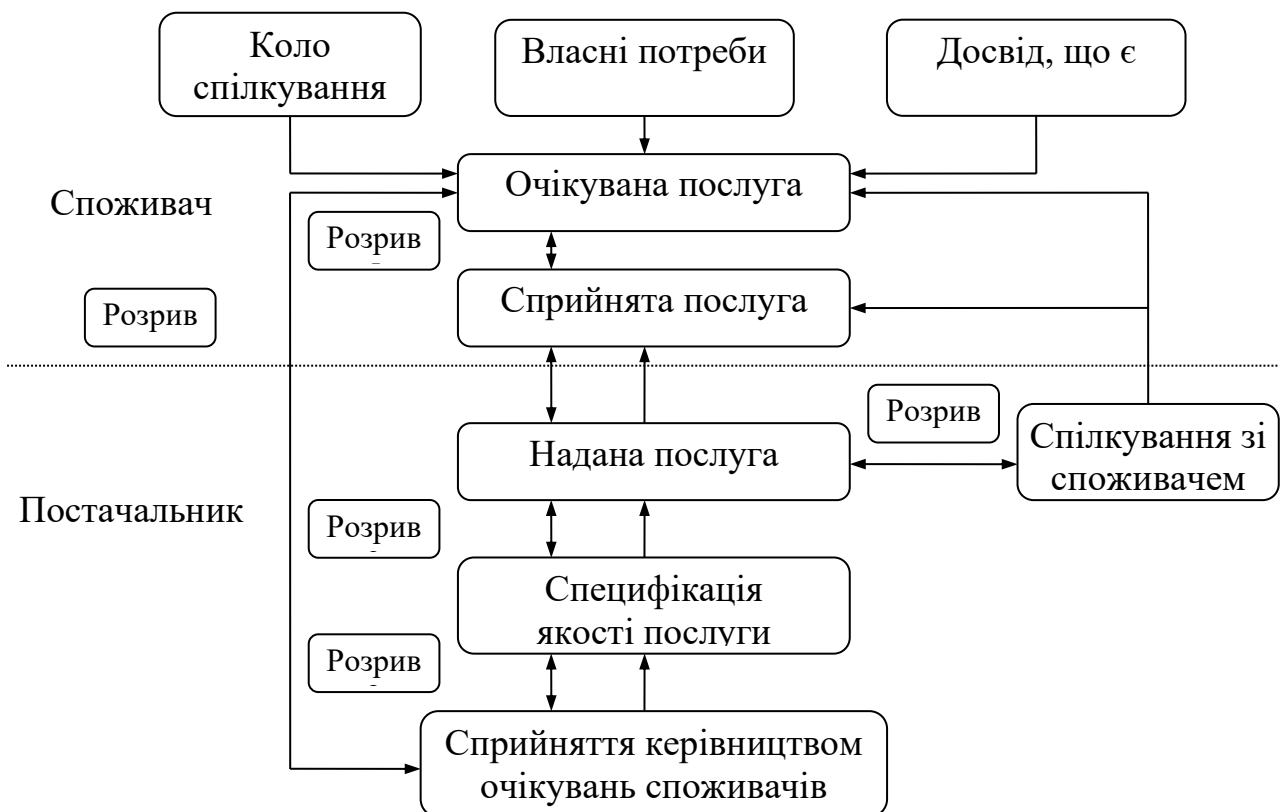 Коло
спілкування
Власні потреби
Досвід, що є
Очікувана послуга
Споживач
Розрив
Сприйнята послуга
Розрив
Розрив
Надана послуга
Спілкування зі
споживачем
Постачальник
Розрив
Специфікація
якості послуги
Розрив
Сприйняття керівництвом
очікувань споживачів